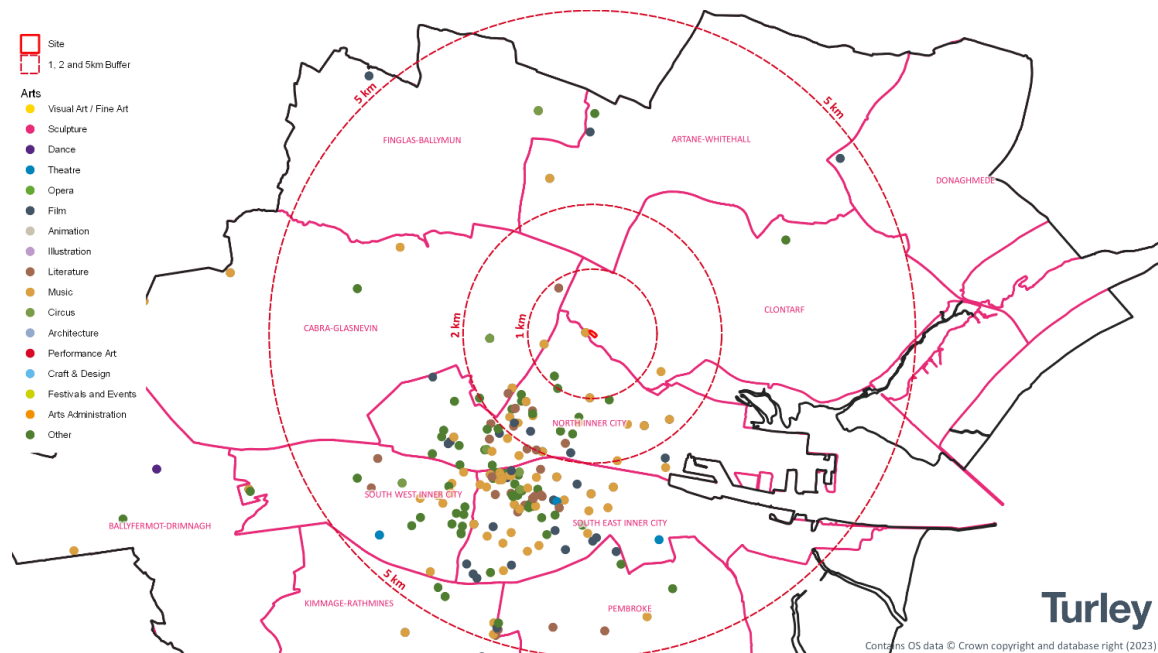 Site
1, 2 and 5km Buffer
Arts
Visual Art / Fine Art
Sculpture
Dance
Theatre
Opera
Film
Animation
Illustration
Literature
Music
Circus
Architecture
Performance Art
Craft & Design
Festivals and Events
Arts Administration
Other
5 km
5 km
FINGLAS-BALLYMUN
ARTANE-WHITEHALL
DONAGHMEDE
CABRA-GLASNEVIN
2 km
1 km
CLONTARF
NORTH INNER CITY
SOUTH WEST INNER CITY
SOUTH EAST INNER CITY
BALLYFERMOT-DRIMNAGH
5 km
KIMMAGE-RATHMINES
PEMBROKE
Turley
Contains OS data © Crown copyright and database right (2023)